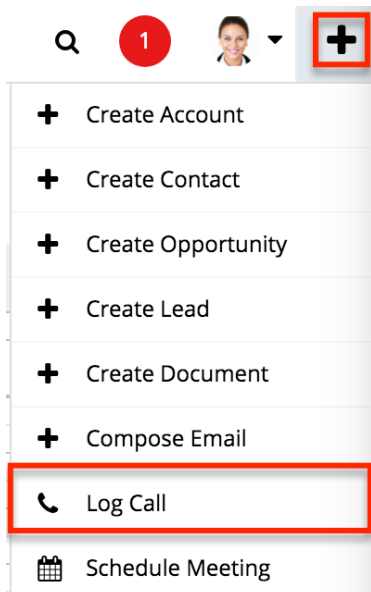 1
Create Account
Create Contact
Create Opportunity
Create Lead
Create Document
Compose Email
Log Call
Schedule Meeting